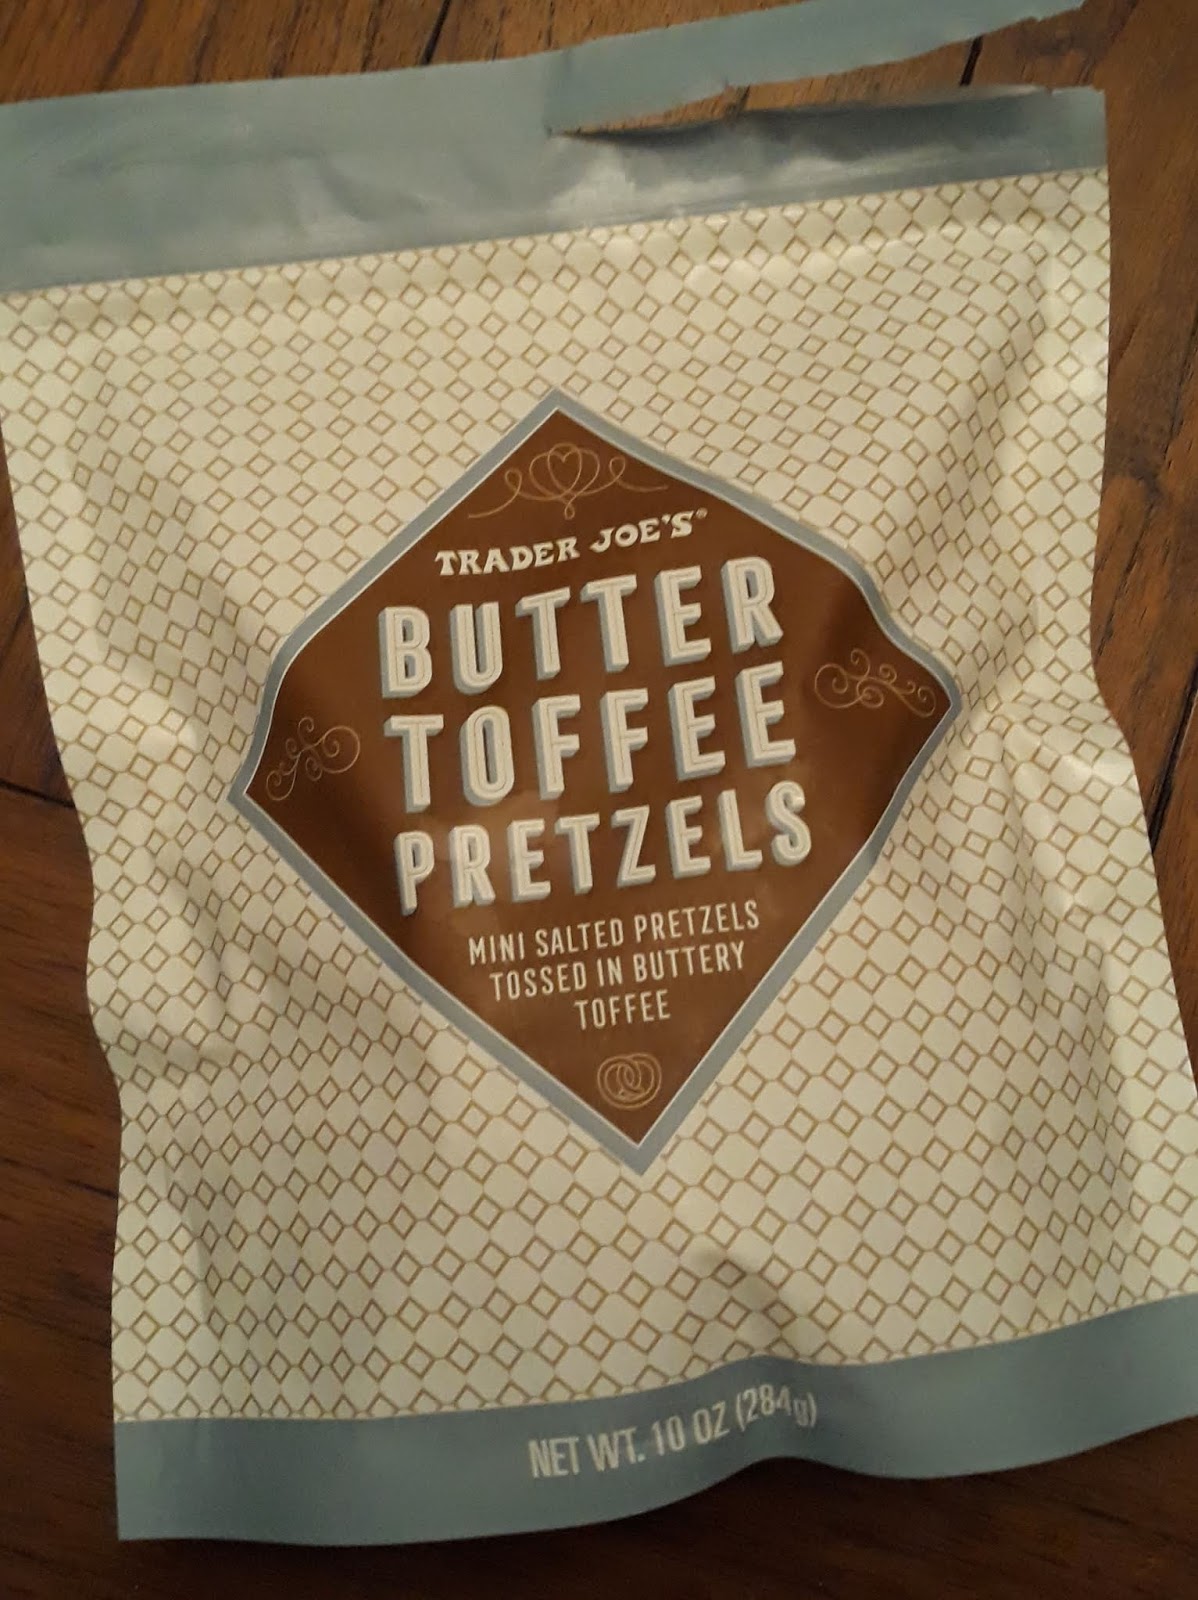 TRADER JOE'S®
BUTTER
TOFFEE
PRETZELS
MINI SALTED PRETZELS
TOSSED IN BUTTERY
TOFFEE
NET WT. 10 OZ (284g)